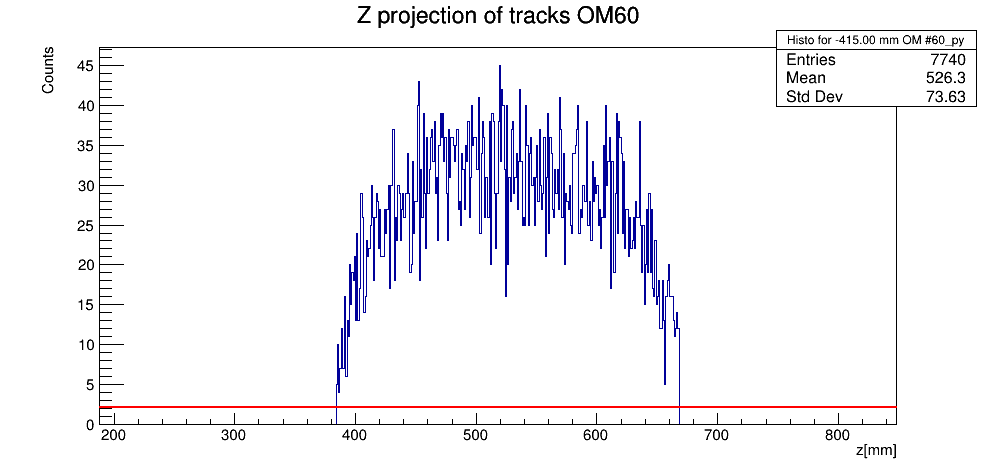 Z projection of tracks OM60
Histo for -415.00 mm OM #60_py
Entries 7740
Mean 526.3
Std Dev 73.63
Counts
45
40
35
30
25
20
15
10
5
0
200 300 400 500 600 700 800
z[mm]